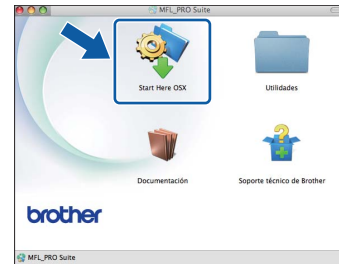 MFL_PRO Suite
Start Here OSX
Utilidades
Documentación
Soporte técnico de Brother
brother
MFL_PRO Suite